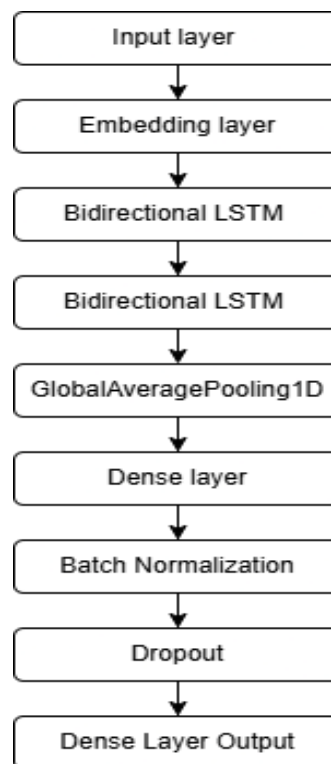 Input layer
Embedding layer
Bidirectional LSTM
Bidirectional LSTM
GlobalAveragePooling1D
Dense layer
Batch Normalization
Dropout
Dense Layer Output